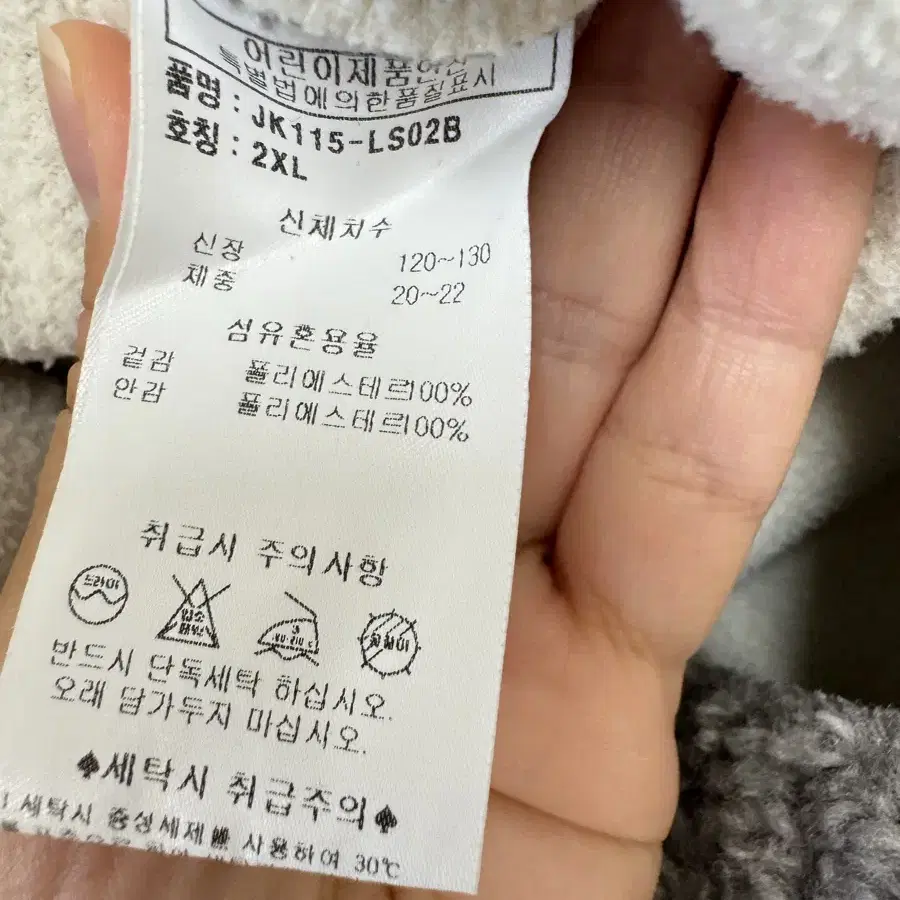 어린이제품안전
특별법에의한품질표시
품명 : JK115-LS02B
호칭 : 2XL
신체치수
신장 120~130
체중 20~22
섬유혼용율
겉감 폴리에스테르100%
안감 폴리에스테르100%
취급시 주의사항
반드시 단독세탁 하십시오.
오래 담가두지 마십시오.
♠세탁시 취급주의♠
세탁시 중성세제를 사용하여 30℃